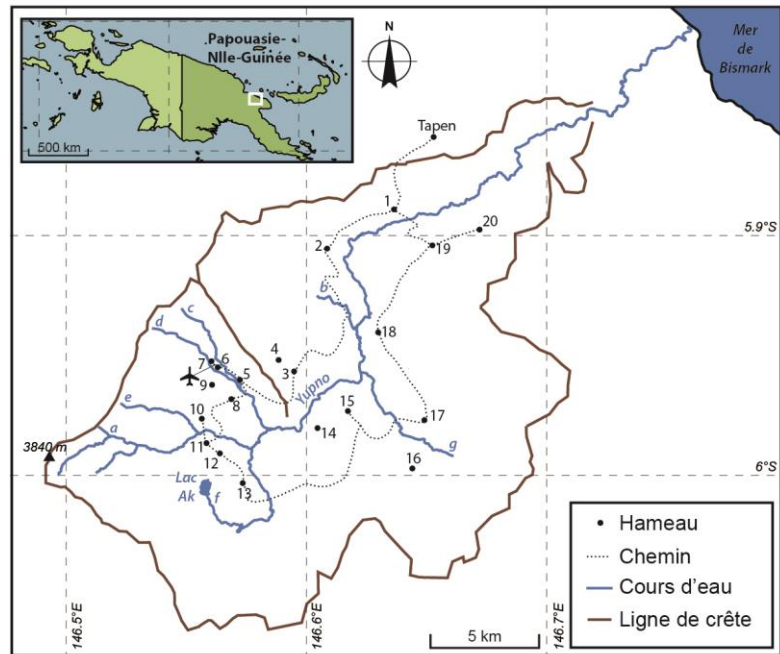 Papouasie-
Nlle-Guinée
500 km
N
Mer
de
Bismark
Tapen
1
20
5.9°S
2
19
b
c
18
d
4
7
6
3
5
9
Yupno
8
e
10
15
17
a
11
14
3840 m
12
16
g
6°S
Lac
Ak
f
13
146.5°E
146.6°E
146.7°E
5 km
Hameau
Chemin
Cours d'eau
Ligne de crête